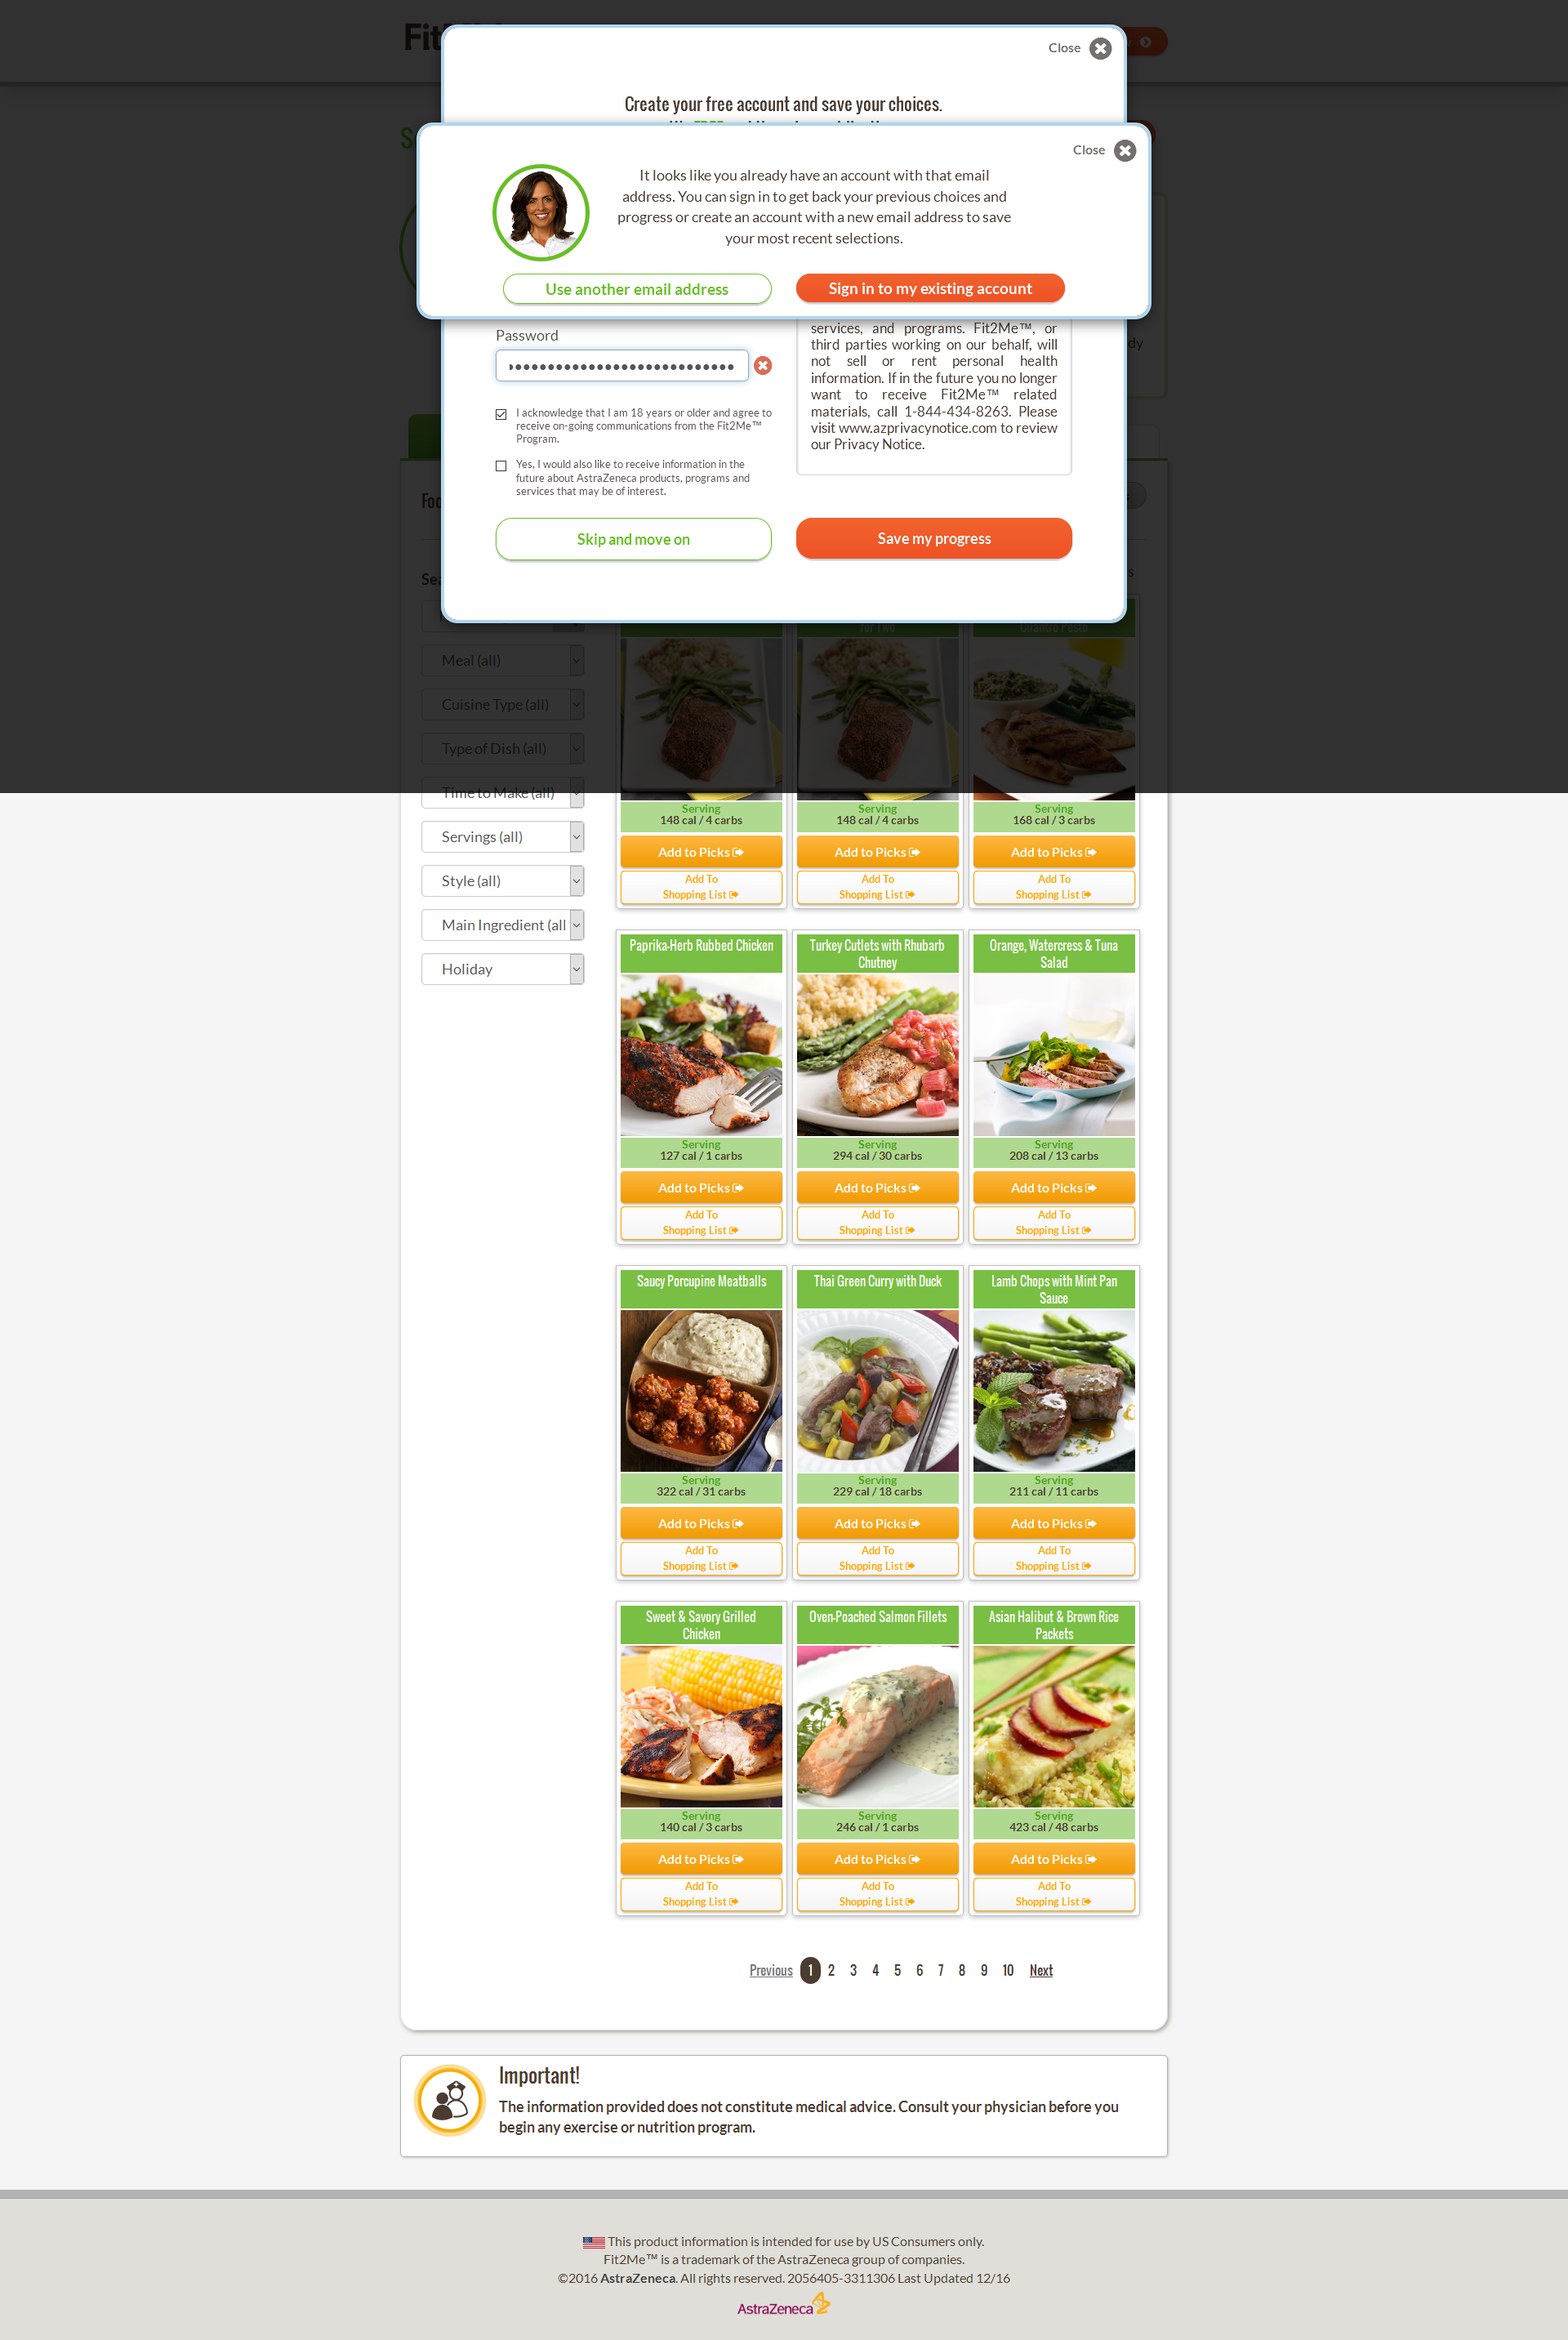 Fit
Close
Create your free account and save your choices.
Close
It looks like you already have an account with that email
address. You can sign in to get back your previous choices and
progress or create an account with a new email address to save
your most recent selections.
Use another email address
Sign in to my existing account
Password
services, and programs. Fit2Me™, or
third parties working on our behalf, will
not sell or rent personal health
information. If in the future you no longer
want to receive Fit2Me™ related
materials, call 1-844-434-8263. Please
visit www.azprivacynotice.com to review
our Privacy Notice.
I acknowledge that I am 18 years or older and agree to
receive on-going communications from the Fit2Me™
Program.
Yes, I would also like to receive information in the
future about AstraZeneca products, programs and
services that may be of interest.
Skip and move on
Save my progress
Meal (all)
Cuisine Type (all)
Type of Dish (all)
Time to Make (all)
Servings (all)
Style (all)
Main Ingredient (all
Holiday
for Two
Cilantro Pesto
Serving
148 cal / 4 carbs
Add to Picks
Add To
Shopping List
Serving
148 cal / 4 carbs
Add to Picks
Add To
Shopping List
Serving
168 cal / 3 carbs
Add to Picks
Add To
Shopping List
Paprika-Herb Rubbed Chicken
Serving
127 cal / 1 carbs
Add to Picks
Add To
Shopping List
Turkey Cutlets with Rhubarb
Chutney
Serving
294 cal / 30 carbs
Add to Picks
Add To
Shopping List
Orange, Watercress & Tuna
Salad
Serving
208 cal / 13 carbs
Add to Picks
Add To
Shopping List
Saucy Porcupine Meatballs
Serving
322 cal / 31 carbs
Add to Picks
Add To
Shopping List
Thai Green Curry with Duck
Serving
229 cal / 18 carbs
Add to Picks
Add To
Shopping List
Lamb Chops with Mint Pan
Sauce
Serving
211 cal / 11 carbs
Add to Picks
Add To
Shopping List
Sweet & Savory Grilled
Chicken
Serving
140 cal / 3 carbs
Add to Picks
Add To
Shopping List
Oven-Poached Salmon Fillets
Serving
246 cal / 1 carbs
Add to Picks
Add To
Shopping List
Asian Halibut & Brown Rice
Packets
Serving
423 cal / 48 carbs
Add to Picks
Add To
Shopping List
Previous 1 2 3 4 5 6 7 8 9 10 Next
Important!
The information provided does not constitute medical advice. Consult your physician before you
begin any exercise or nutrition program.
This product information is intended for use by US Consumers only.
Fit2Me™ is a trademark of the AstraZeneca group of companies.
©2016 AstraZeneca. All rights reserved. 2056405-3311306 Last Updated 12/16
AstraZeneca